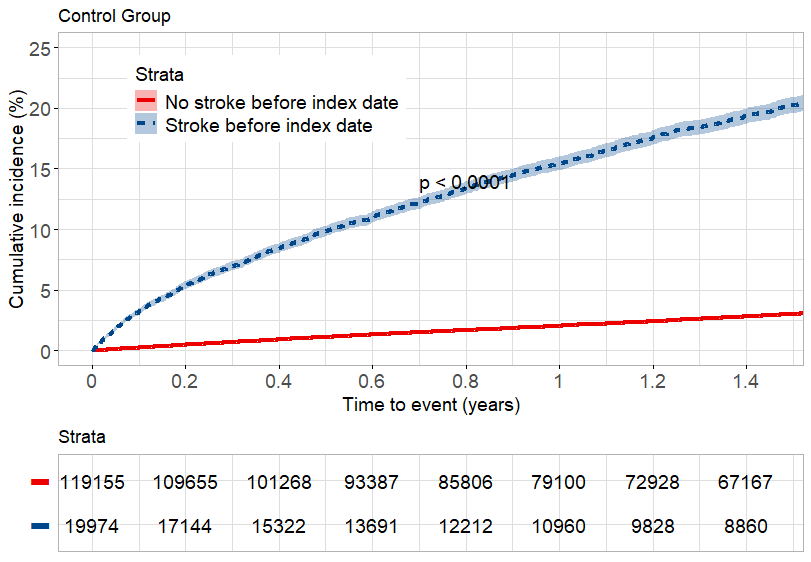 Control Group
Cumulative incidence (%)
25
20
15
10
5
0
Strata
No stroke before index date
Stroke before index date
p < 0.0001
0 0.2 0.4 0.6 0.8 1 1.2 1.4
Time to event (years)
Strata
119155 109655 101268 93387 85806 79100 72928 67167
19974 17144 15322 13691 12212 10960 9828 8860